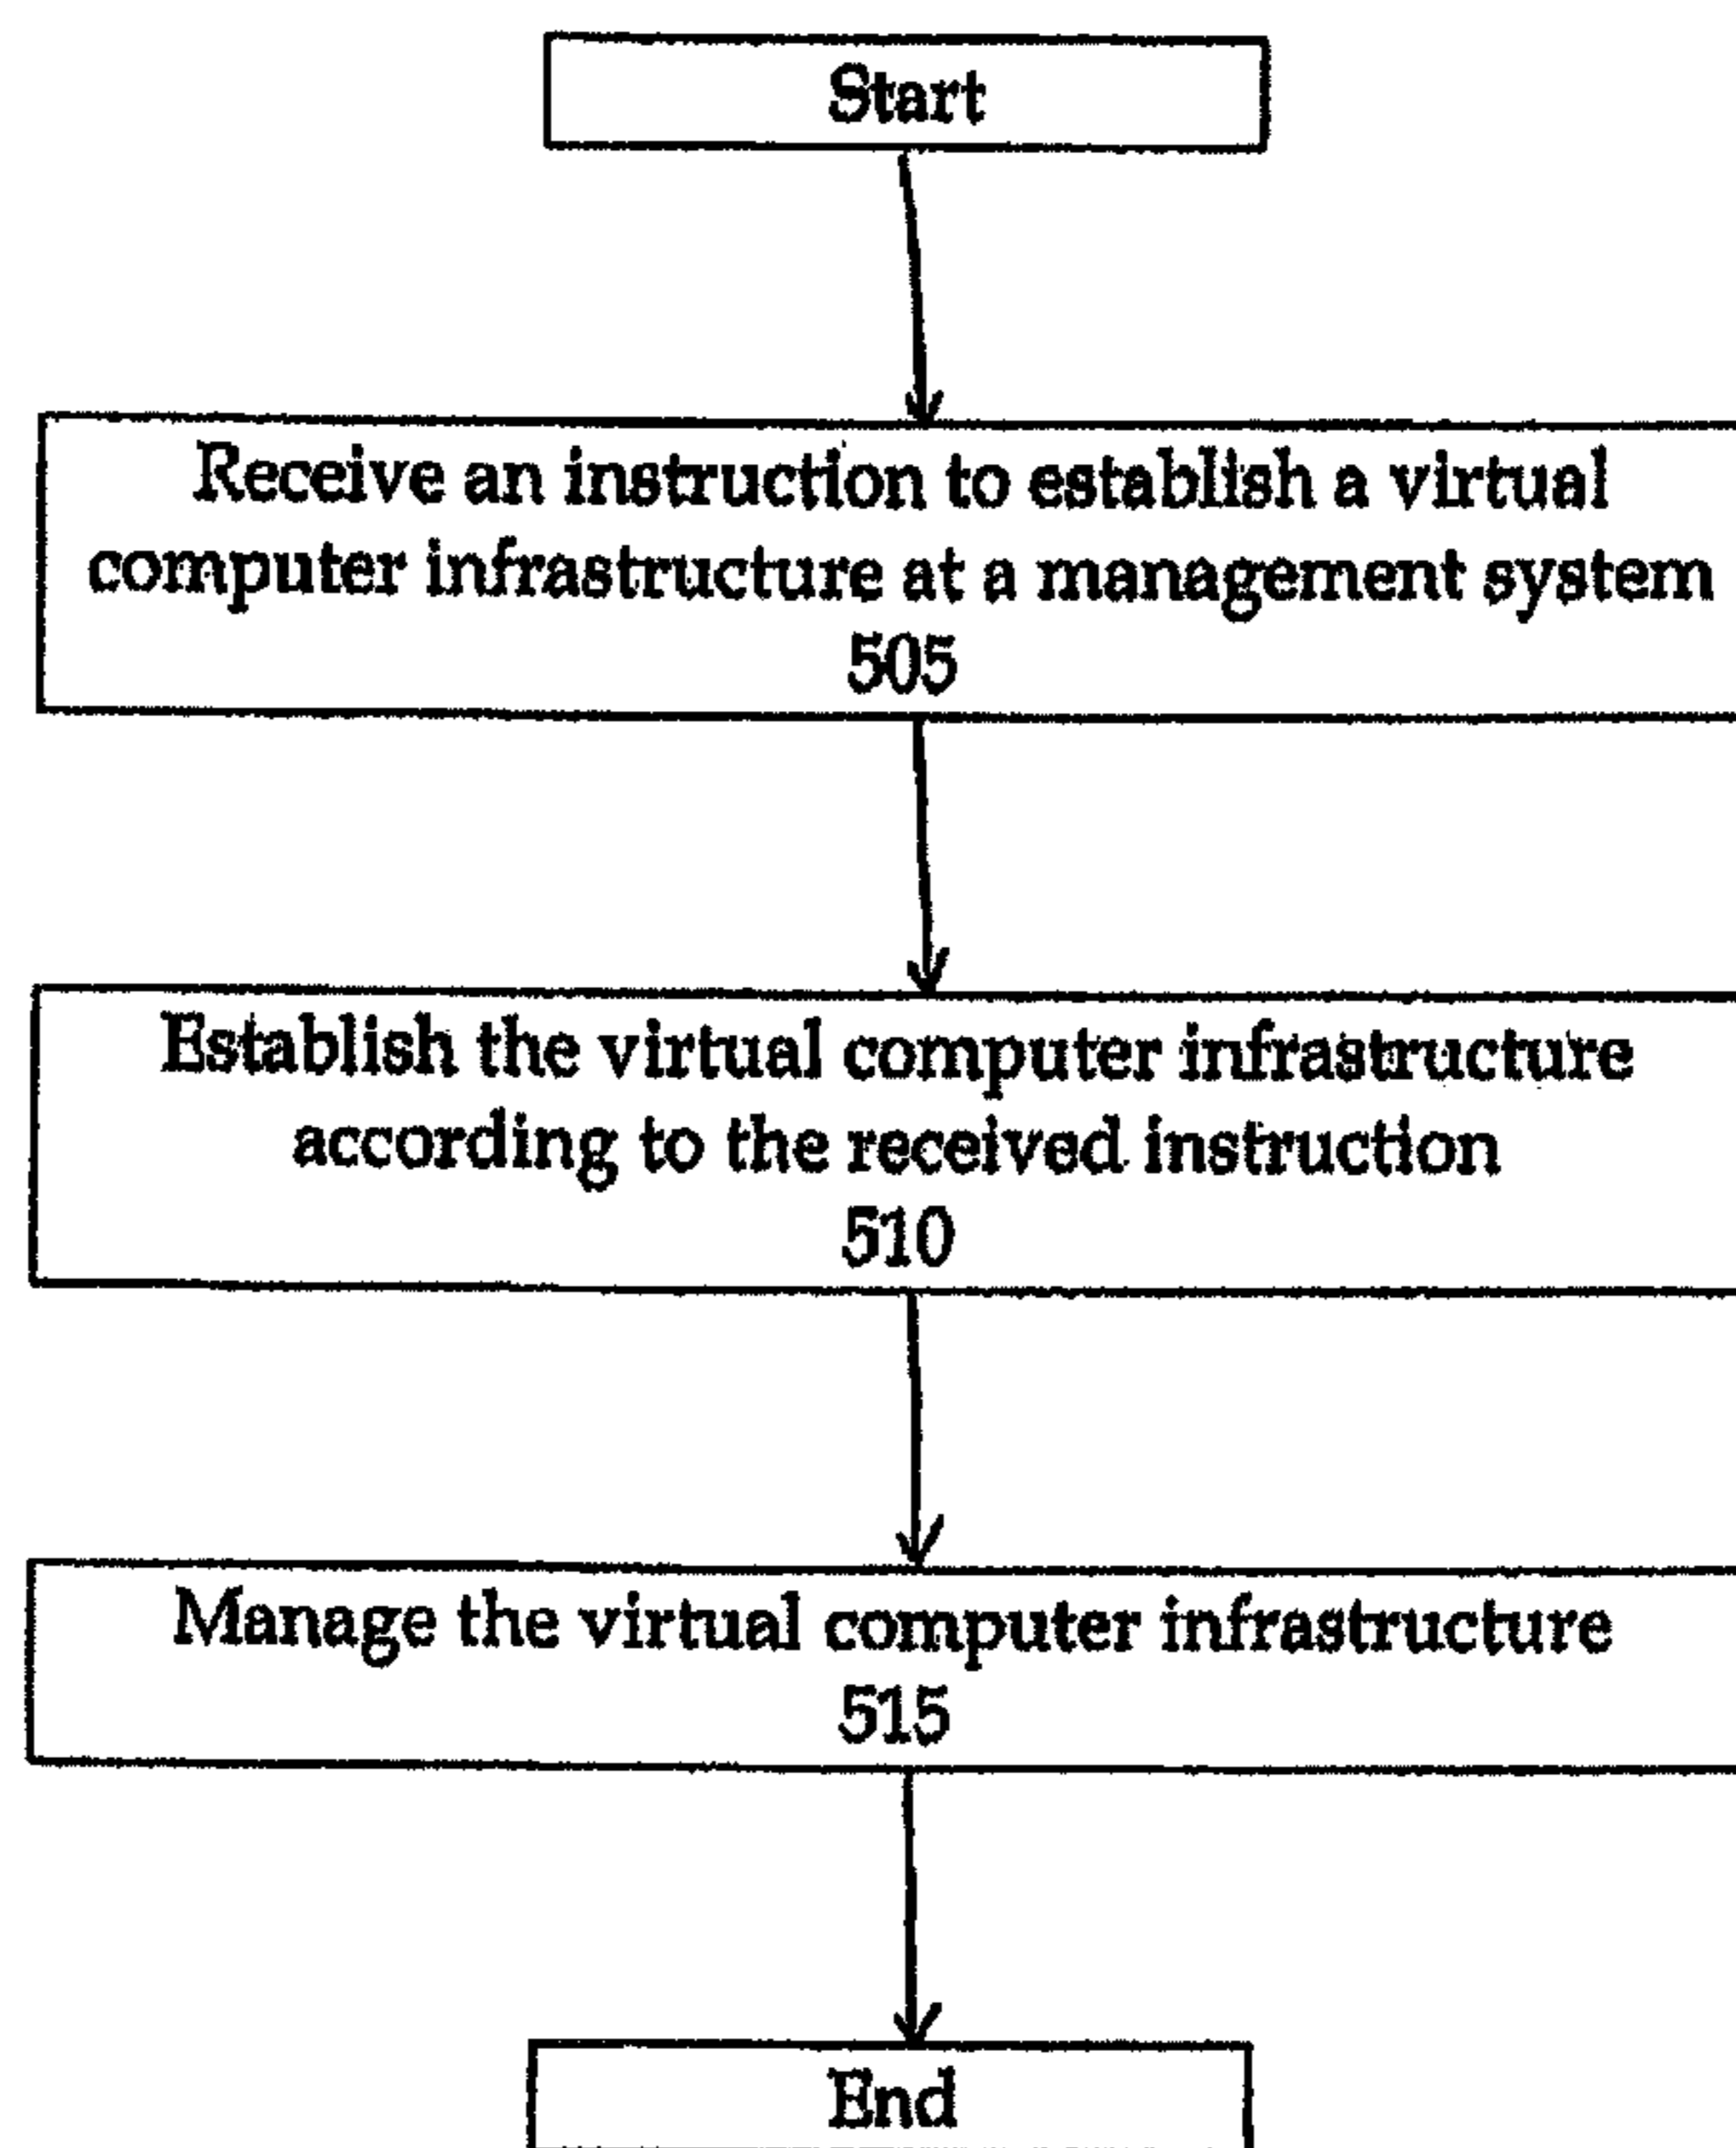 Start
Receive an instruction to establish a virtual
computer infrastructure at a management system
505
Establish the virtual computer infrastructure
according to the received instruction
510
Manage the virtual computer infrastructure
515
End